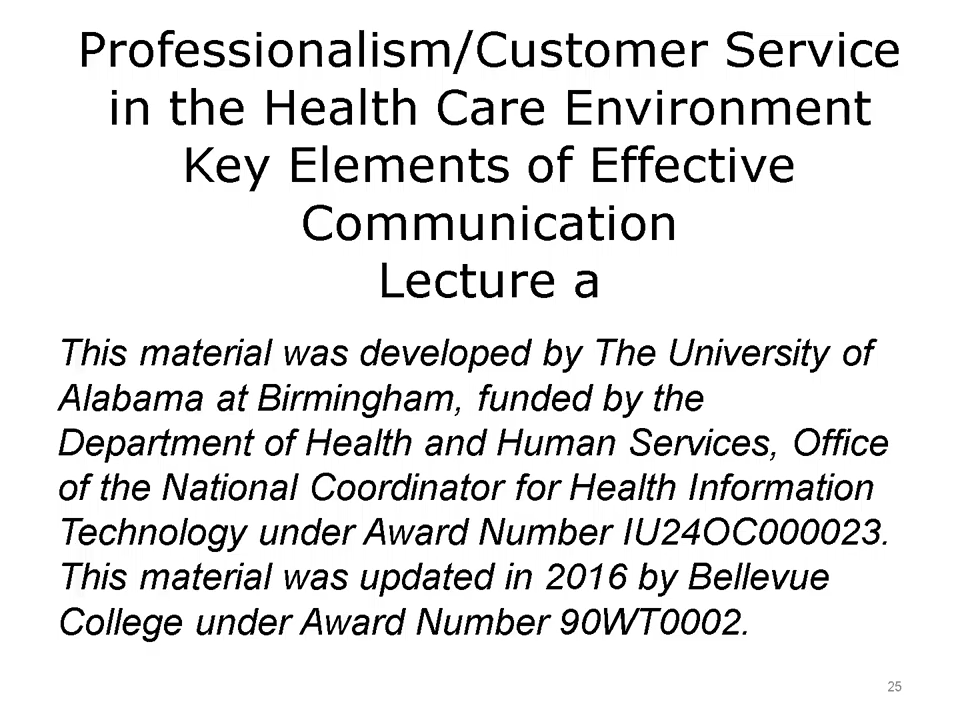 Professionalism/Customer Service
in the Health Care Environment
Key Elements of Effective
Communication
Lecture a
This material was developed by The University of
Alabama at Birmingham, funded by the
Department of Health and Human Services, Office
of the National Coordinator for Health Information
Technology under Award Number IU24OC000023.
This material was updated in 2016 by Bellevue
College under Award Number 90WT0002.
25